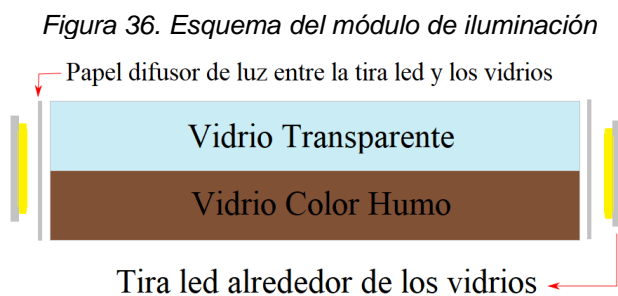 Figura 36. Esquema del módulo de iluminación
Papel difusor de luz entre la tira led y los vidrios
Vidrio Transparente
Vidrio Color Humo
Tira led alrededor de los vidrios